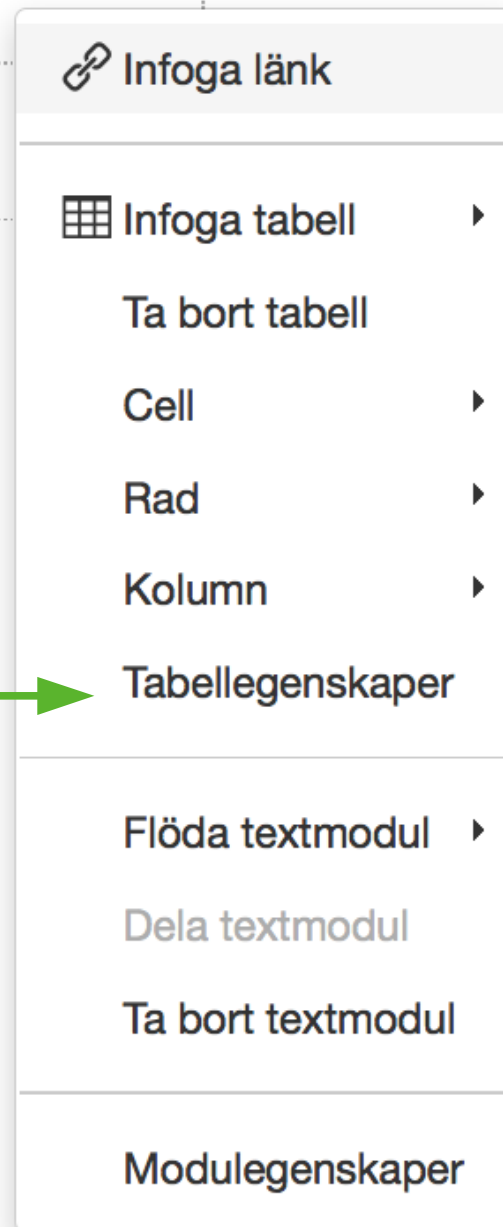 Infoga länk
Infoga tabell
Ta bort tabell
Cell
Rad
Kolumn
Tabellegenskaper
Flöda textmodul
Dela textmodul
Ta bort textmodul
Modulegenskaper